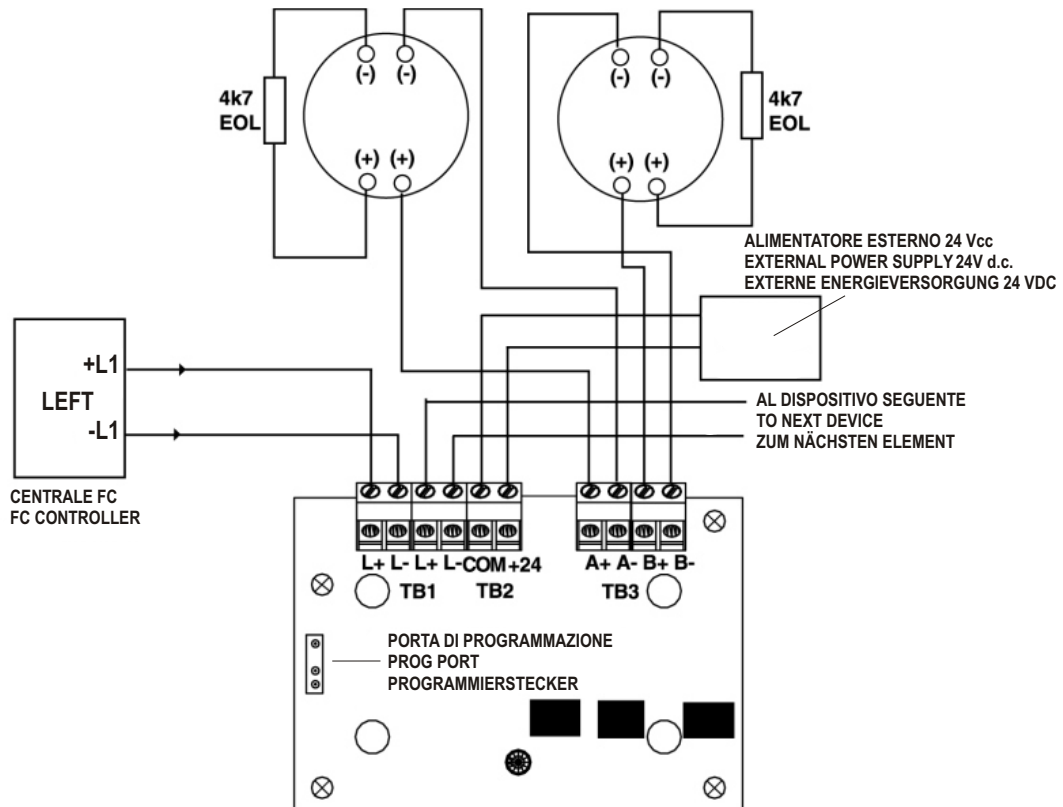 (-) (-)
4k7
EOL
(+) (+)
(-) (-)
4k7
EOL
(+) (+)
ALIMENTATORE ESTERNO 24 Vcc
EXTERNAL POWER SUPPLY 24V d.c.
EXTERNE ENERGIEVERSORGUNG 24 VDC
+L1
LEFT
-L1
CENTRALE FC
FC CONTROLLER
AL DISPOSITIVO SEGUENTE
TO NEXT DEVICE
ZUM NÄCHSTEN ELEMENT
L+ L- L+ L- COM +24 A+ A- B+ B-
TB1 TB2 TB3
PORTA DI PROGRAMMAZIONE
PROG PORT
PROGRAMMIERSTECKER